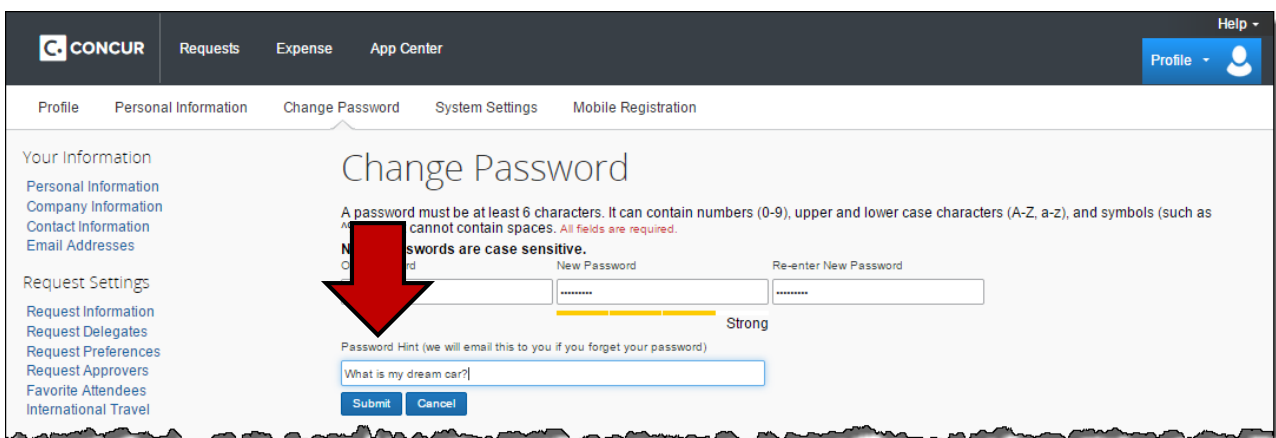 Help
C. CONCUR Requests Expense App Center
Profile
Profile Personal Information Change Password System Settings Mobile Registration
Your Information
Personal Information
Company Information
Contact Information
Email Addresses
Request Settings
Request Information
Request Delegates
Request Preferences
Request Approvers
Favorite Attendees
International Travel
Change Password
A password must be at least 6 characters. It can contain numbers (0-9), upper and lower case characters (A-Z, a-z), and symbols (such as
cannot contain spaces. All fields are required.
are case sensitive.
New Password Re-enter New Password
Strong
Password Hint (we will email this to you if you forget your password)
What is my dream car?
Submit Cancel